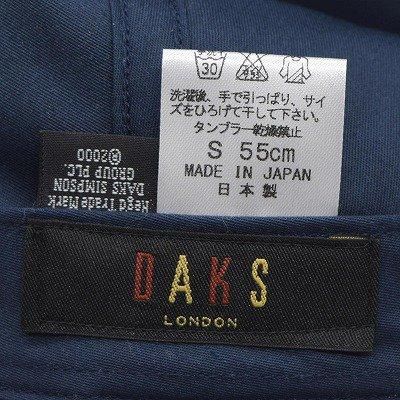 30
洗濯後、手で引っぱり、サイ
ズをひろげて干して下さい。
タンブラー乾燥禁止
S 55cm
MADE IN JAPAN
日本製
Reg'd Trade Mark
DAKS SIMPSON
GROUP PLC.
©2000
DAKS
LONDON